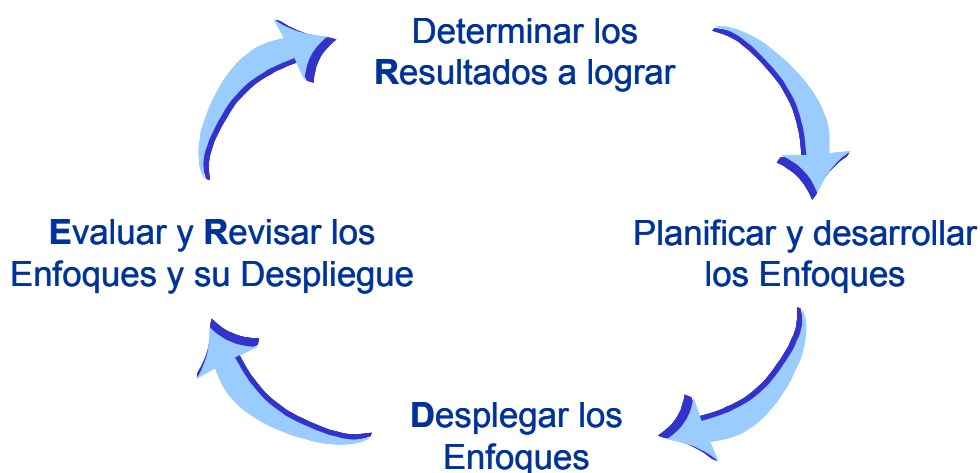 Determinar los
Resultados a lograr
Planificar y desarrollar
los Enfoques
Desplegar los
Enfoques
Evaluar y Revisar los
Enfoques y su Despliegue